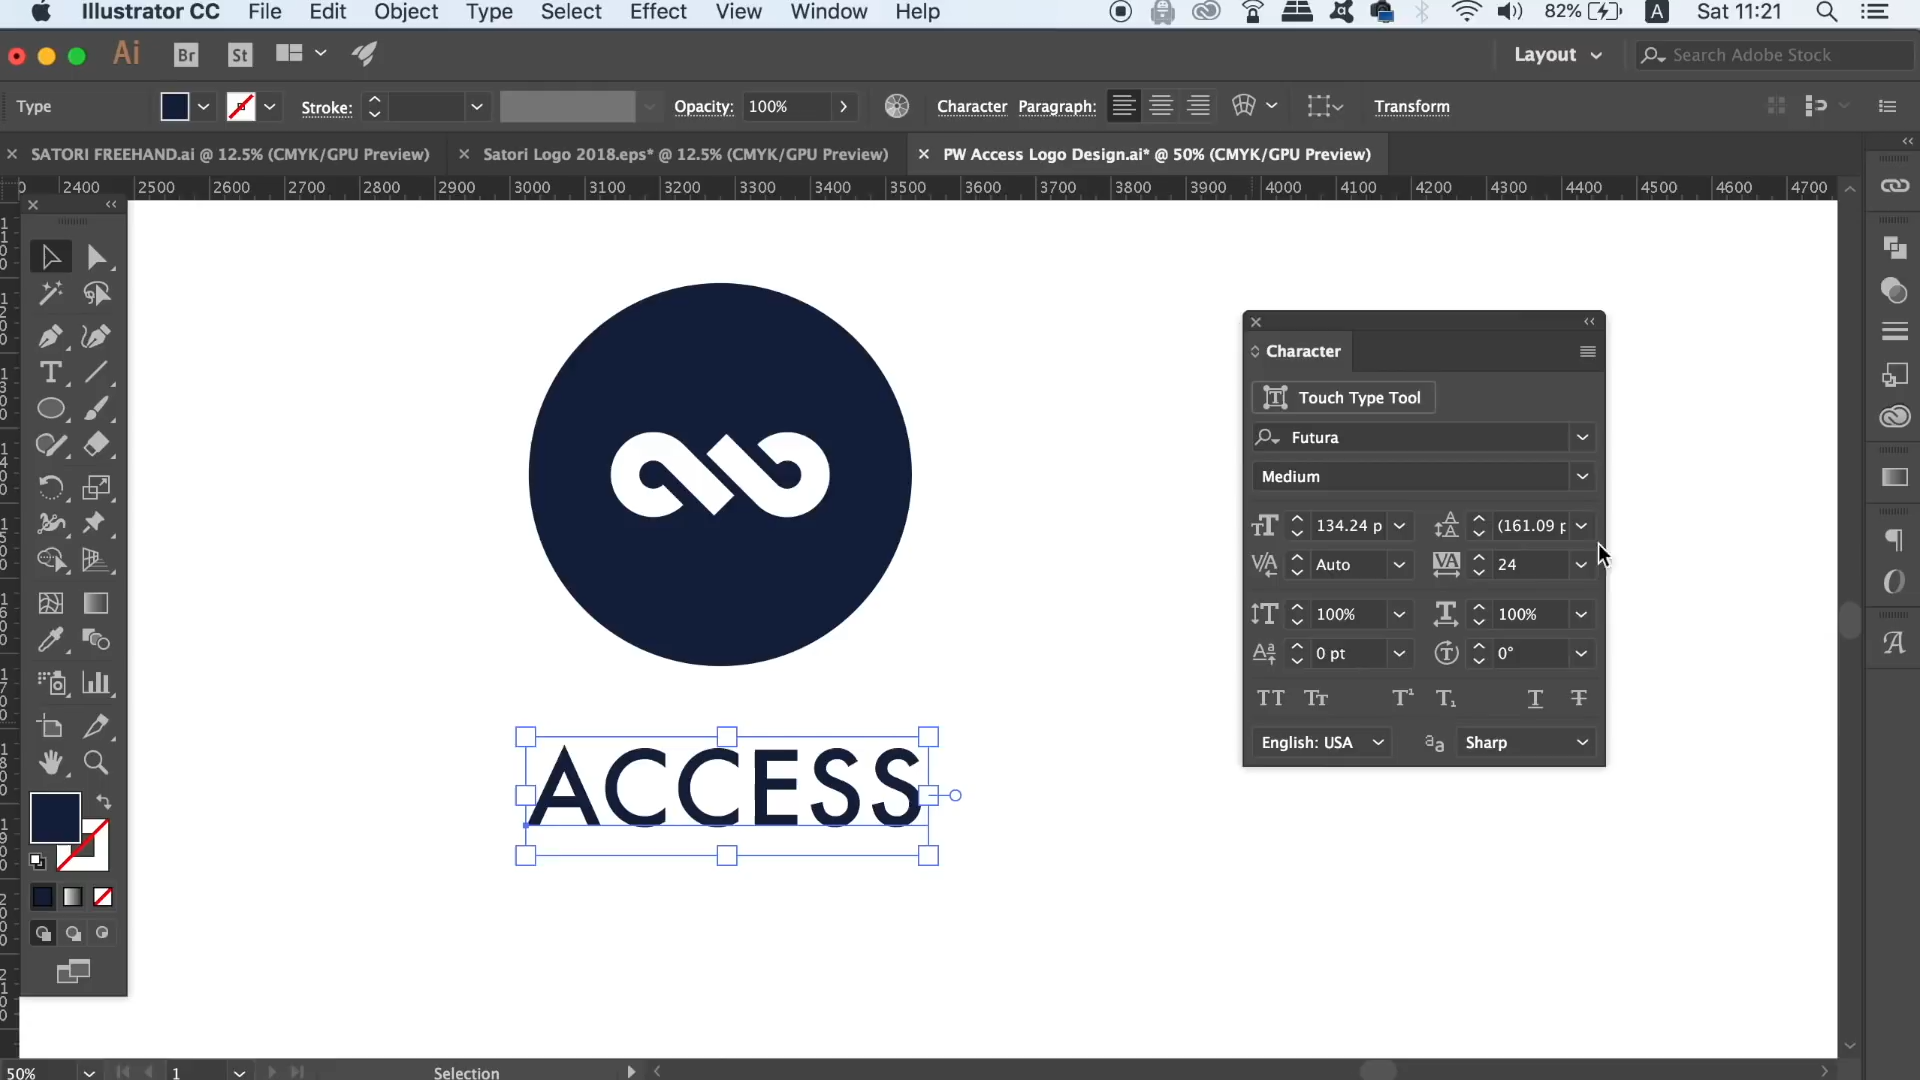 Illustrator CC File Edit Object Type Select Effect View Window Help 82% A Sat 11:21
Ai Br St Layout Search Adobe Stock
Type Stroke: Opacity: 100% Character Paragraph: Transform
SATORI FREEHAND.ai @ 12.5% (CMYK/GPU Preview) Satori Logo 2018.eps* @ 12.5% (CMYK/GPU Preview) PW Access Logo Design.ai* @ 50% (CMYK/GPU Preview)
2400 2500 2600 2700 2800 2900 3000 3100 3200 3300 3400 3500 3600 3700 3800 3900 4000 4100 4200 4300 4400 4500 4600 4700
Character
Touch Type Tool
Futura
Medium
134.24 p (161.09 p
Auto 24
100% 100%
0 pt 0°
English: USA Sharp
ACCESS
50% 1 Selection